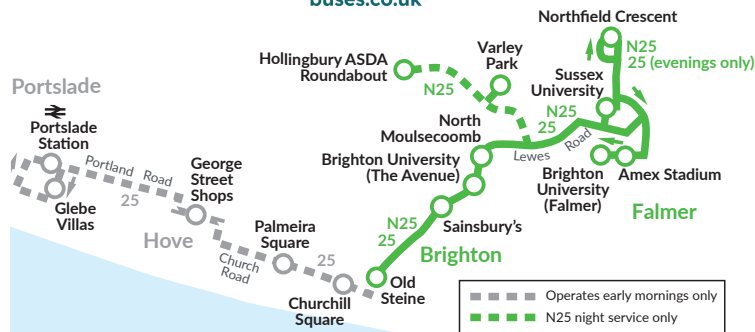 buses.co.uk
Northfield Crescent
N25
25 (evenings only)
Hollingbury ASDA
Roundabout
Varley
Park
N25
Sussex
University
N25
25
Portslade
Portslade
Station
North
Moulsecoomb
Lewes Road
Brighton University
(The Avenue)
Brighton
University
(Falmer)
Amex Stadium
Falmer
Portland Road
25
George
Street
Shops
Glebe
Villas
Hove
Palmeira
Square
N25
25
Sainsbury's
Brighton
Church
Road
25
Old
Steine
Churchill
Square
Operates early mornings only
N25 night service only